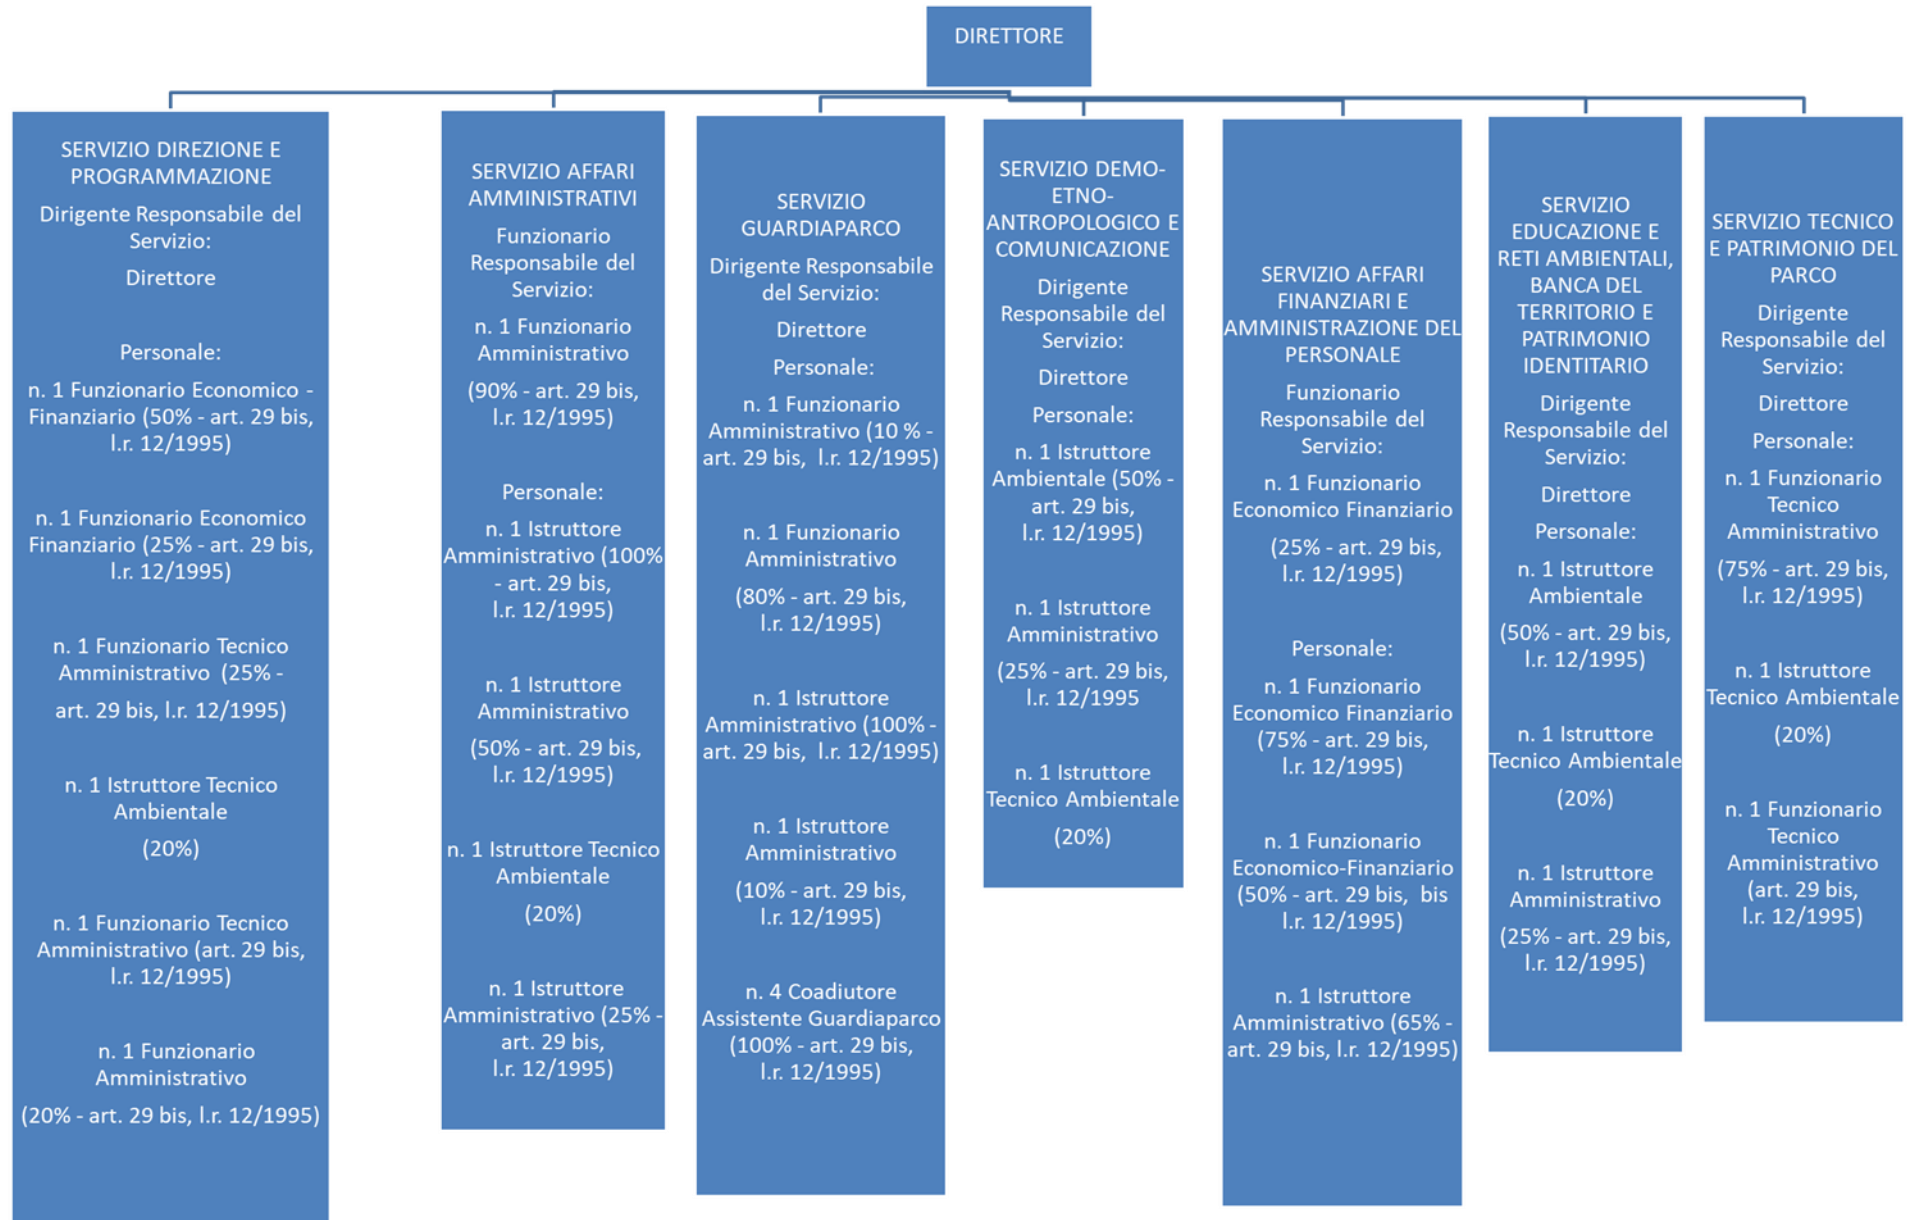 DIRETTORE
SERVIZIO DIREZIONE E
PROGRAMMAZIONE
Dirigente Responsabile del
Servizio:
Direttore
Personale:
n. 1 Funzionario Economico -
Finanziario (50% - art. 29 bis,
l.r. 12/1995)
n. 1 Funzionario Economico
Finanziario (25% - art. 29 bis,
l.r. 12/1995)
n. 1 Funzionario Tecnico
Amministrativo (25% -
art. 29 bis, l.r. 12/1995)
n. 1 Istruttore Tecnico
Ambientale
(20%)
n. 1 Funzionario Tecnico
Amministrativo (art. 29 bis,
l.r. 12/1995)
n. 1 Funzionario
Amministrativo
(20% - art. 29 bis, l.r. 12/1995)
SERVIZIO AFFARI
AMMINISTRATIVI
Funzionario
Responsabile del
Servizio:
n. 1 Funzionario
Amministrativo
(90% - art. 29 bis,
l.r. 12/1995)
Personale:
n. 1 Istruttore
Amministrativo (100%
- art. 29 bis,
l.r. 12/1995)
n. 1 Istruttore
Amministrativo
(50% - art. 29 bis,
l.r. 12/1995)
n. 1 Istruttore Tecnico
Ambientale
(20%)
n. 1 Istruttore
Amministrativo (25% -
art. 29 bis,
l.r. 12/1995)
SERVIZIO
GUARDIAPARCO
Dirigente Responsabile
del Servizio:
Direttore
Personale:
n. 1 Funzionario
Amministrativo (10 % -
art. 29 bis, l.r. 12/1995)
n. 1 Funzionario
Amministrativo
(80% - art. 29 bis,
l.r. 12/1995)
n. 1 Istruttore
Amministrativo (100% -
art. 29 bis, l.r. 12/1995)
n. 1 Istruttore
Amministrativo
(10% - art. 29 bis,
l.r. 12/1995)
n. 4 Coadiutore
Assistente Guardiaparco
(100% - art. 29 bis,
l.r. 12/1995)
SERVIZIO DEMO-
ETNO-
ANTROPOLOGICO E
COMUNICAZIONE
Dirigente
Responsabile del
Servizio:
Direttore
Personale:
n. 1 Istruttore
Ambientale (50% -
art. 29 bis,
l.r. 12/1995)
n. 1 Istruttore
Amministrativo
(25% - art. 29 bis,
l.r. 12/1995
n. 1 Istruttore
Tecnico Ambientale
(20%)
SERVIZIO AFFARI
FINANZIARI E
AMMINISTRAZIONE DEL
PERSONALE
Funzionario
Responsabile del
Servizio:
n. 1 Funzionario
Economico Finanziario
(25% - art. 29 bis,
l.r. 12/1995)
Personale:
n. 1 Funzionario
Economico Finanziario
(75% - art. 29 bis,
l.r. 12/1995)
n. 1 Funzionario
Economico-Finanziario
(50% - art. 29 bis, bis
l.r. 12/1995)
n. 1 Istruttore
Amministrativo (65% -
art. 29 bis, l.r. 12/1995)
SERVIZIO
EDUCAZIONE E
RETI AMBIENTALI,
BANCA DEL
TERRITORIO E
PATRIMONIO
IDENTITARIO
Dirigente
Responsabile del
Servizio:
Direttore
Personale:
n. 1 Istruttore
Ambientale
(50% - art. 29 bis,
l.r. 12/1995)
n. 1 Istruttore
Tecnico Ambientale
(20%)
n. 1 Istruttore
Amministrativo
(25% - art. 29 bis,
l.r. 12/1995)
SERVIZIO TECNICO
E PATRIMONIO DEL
PARCO
Dirigente
Responsabile del
Servizio:
Direttore
Personale:
n. 1 Funzionario
Tecnico
Amministrativo
(75% - art. 29 bis,
l.r. 12/1995)
n. 1 Istruttore
Tecnico Ambientale
(20%)
n. 1 Funzionario
Tecnico
Amministrativo
(art. 29 bis,
l.r. 12/1995)